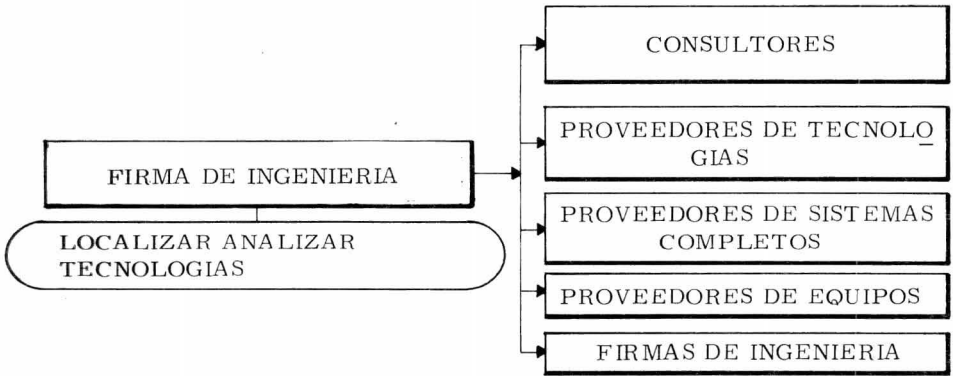 CONSULTORES
PROVEEDORES DE TECNOLO
GIAS
FIRMA DE INGENIERIA
LOCALIZAR ANALIZAR
TECNOLOGIAS
PROVEEDORES DE SISTEMAS
COMPLETOS
PROVEEDORES DE EQUIPOS
FIRMAS DE INGENIERIA